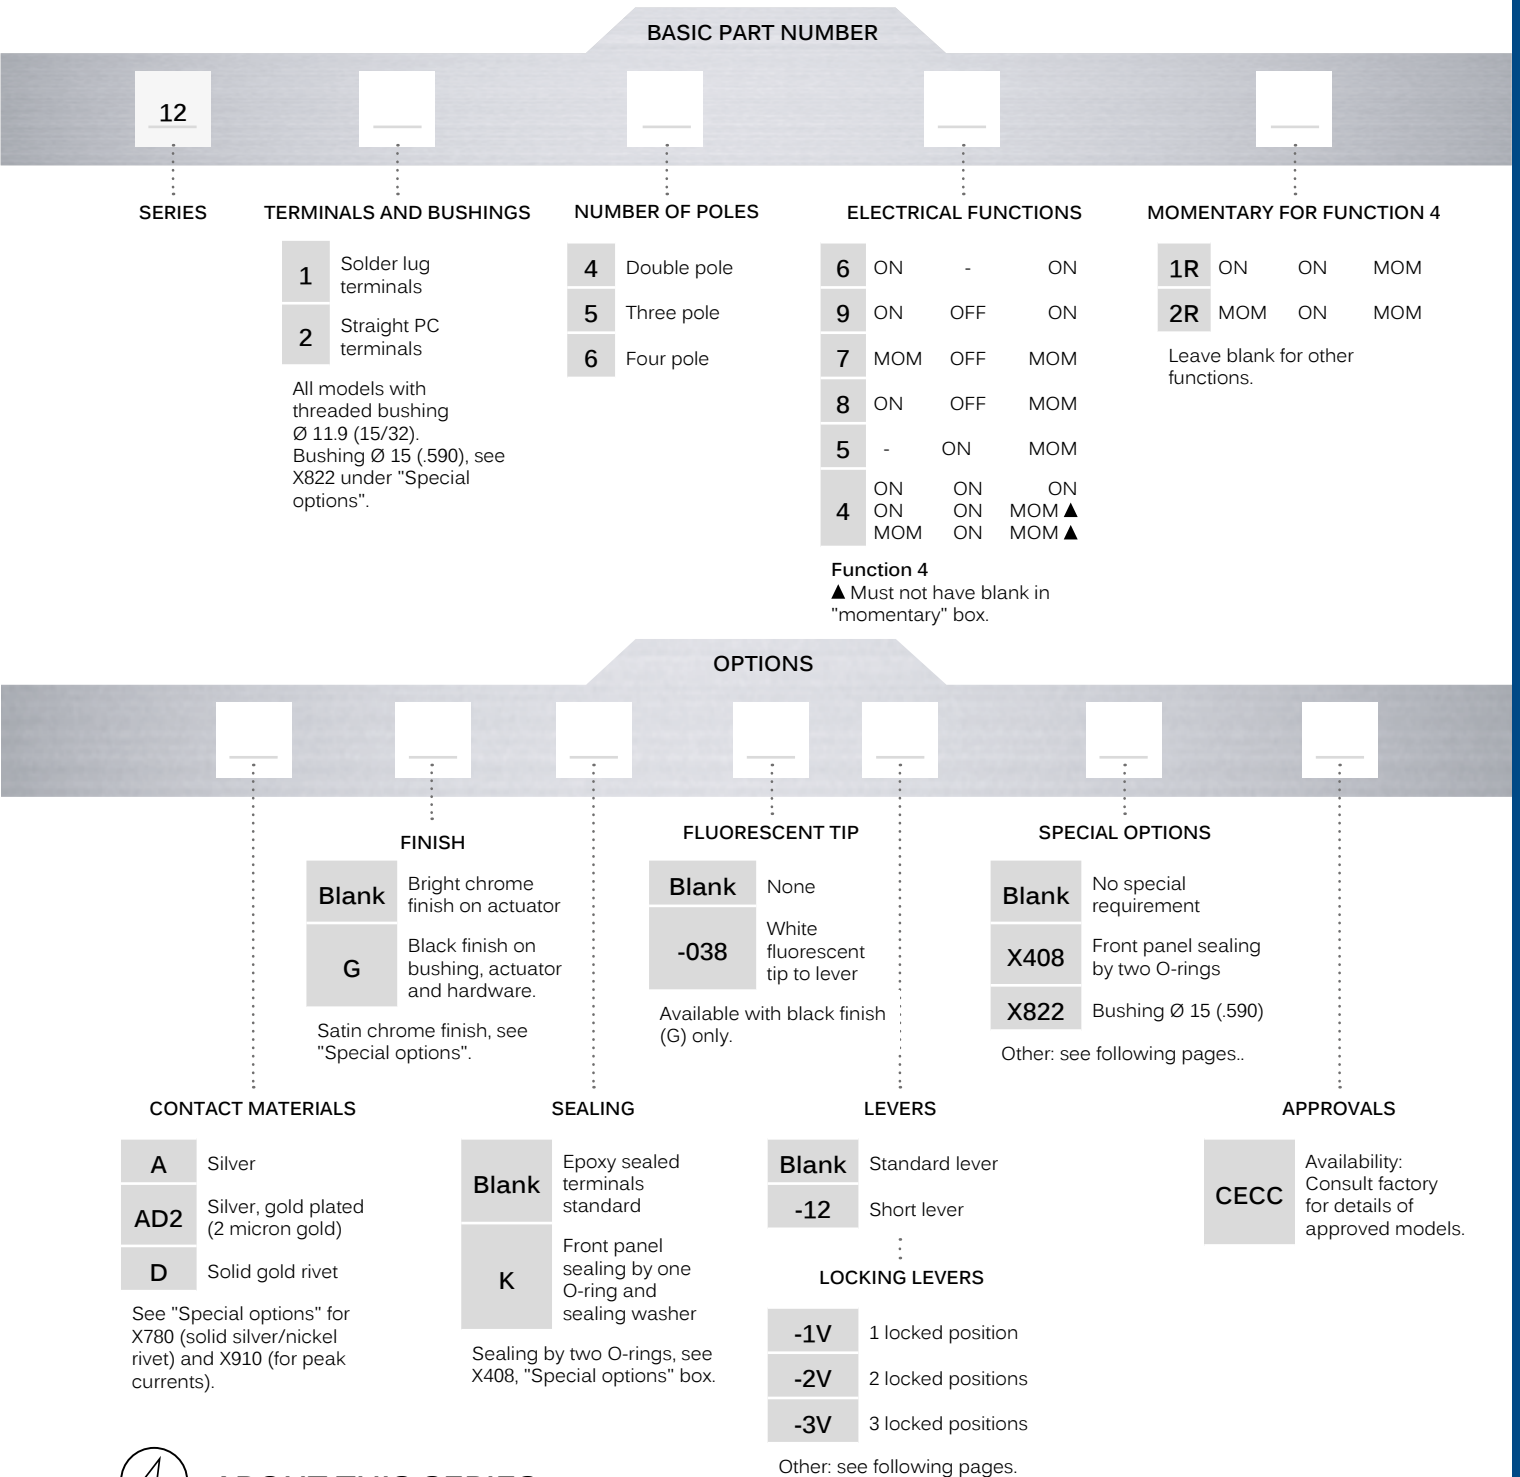 BASIC PART NUMBER
12
SERIES
TERMINALS AND BUSHINGS
1 Solder lug
terminals
2 Straight PC
terminals
All models with
threaded bushing
Ø 11.9 (15/32).
Bushing Ø 15 (.590), see
X822 under "Special
options".
NUMBER OF POLES
4 Double pole
5 Three pole
6 Four pole
ELECTRICAL FUNCTIONS
6 ON - ON
9 ON OFF ON
7 MOM OFF MOM
8 ON OFF MOM
5 - ON MOM
4
ON ON ON
ON ON MOM ▲
MOM ON MOM ▲
Function 4
▲ Must not have blank in
"momentary" box.
MOMENTARY FOR FUNCTION 4
1R ON ON MOM
2R MOM ON MOM
Leave blank for other
functions.
OPTIONS
FINISH
Blank Bright chrome
finish on actuator
G Black finish on
bushing, actuator
and hardware.
Satin chrome finish, see
"Special options".
FLUORESCENT TIP
Blank None
-038 White
fluorescent
tip to lever
Available with black finish
(G) only.
SPECIAL OPTIONS
Blank No special
requirement
X408 Front panel sealing
by two O-rings
X822 Bushing Ø 15 (.590)
Other: see following pages..
CONTACT MATERIALS
A Silver
AD2 Silver, gold plated
(2 micron gold)
D Solid gold rivet
See "Special options" for
X780 (solid silver/nickel
rivet) and X910 (for peak
currents).
SEALING
Blank Epoxy sealed
terminals
standard
K Front panel
sealing by one
O-ring and
sealing washer
Sealing by two O-rings, see
X408, "Special options" box.
LEVERS
Blank Standard lever
-12 Short lever
LOCKING LEVERS
-1V 1 locked position
-2V 2 locked positions
-3V 3 locked positions
Other: see following pages.
APPROVALS
CECC Availability:
Consult factory
for details of
approved models.